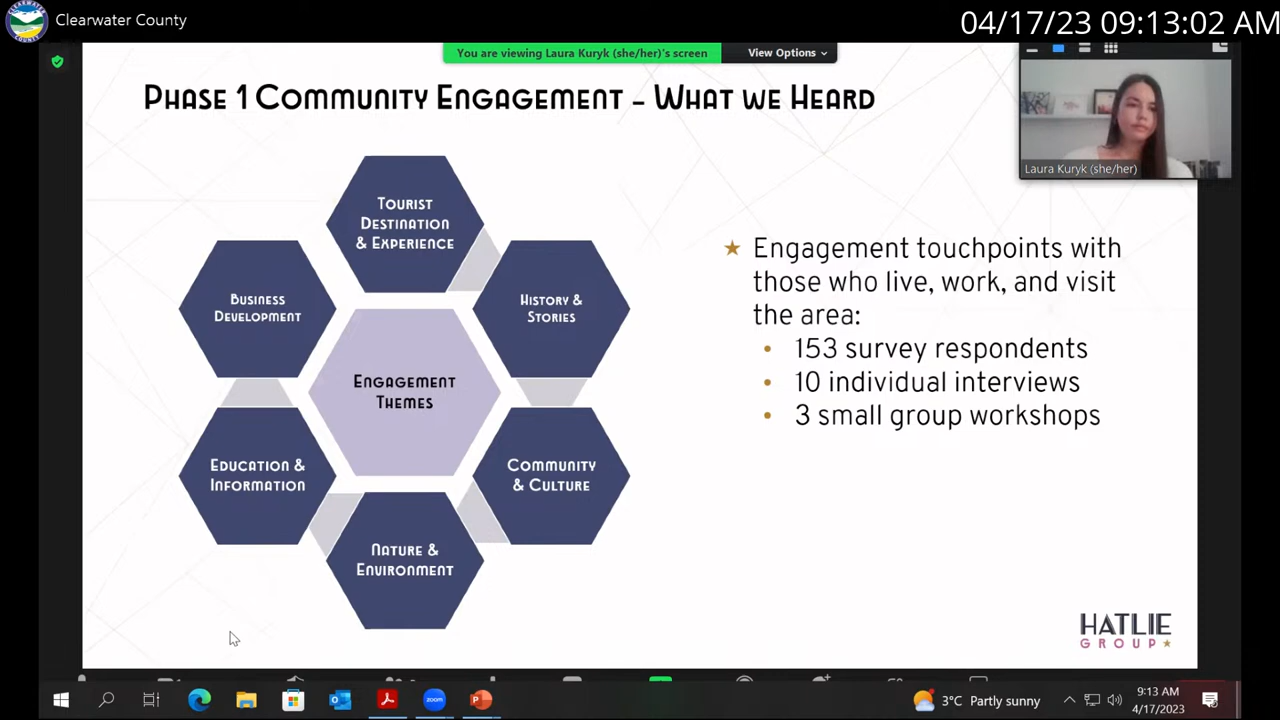 Clearwater County
04/17/23 09:13:02 AM
You are viewing Laura Kuryk (she/her)'s screen
View Options
Phase 1 Community Engagement – What we Heard
Laura Kuryk (she/her)
Tourist
Destination
& Experience
Business
Development
History &
Stories
Engagement
Themes
Education &
Information
Community
& Culture
Nature &
Environment
★ Engagement touchpoints with
those who live, work, and visit
the area:
• 153 survey respondents
• 10 individual interviews
• 3 small group workshops
HATLIE
GROUP★
3°C Partly sunny
9:13 AM
4/17/2023